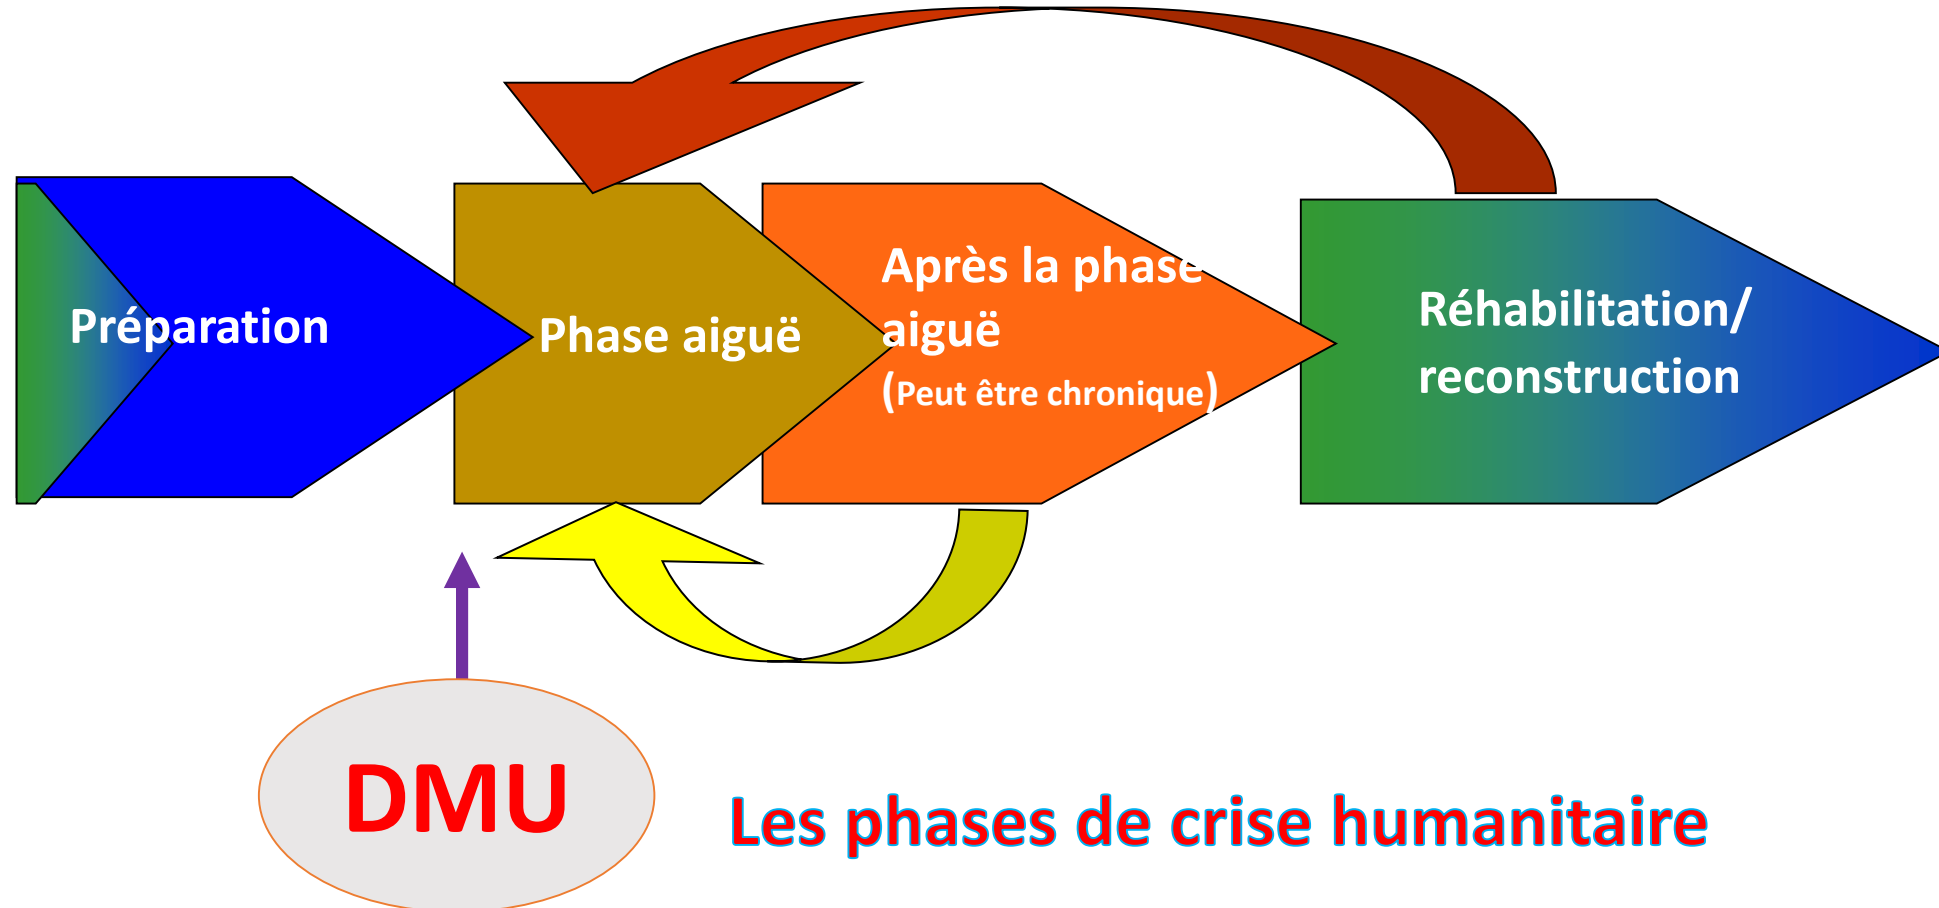 Préparation
Phase aiguë
Après la phase
aiguë
(Peut être chronique)
Réhabilitation/
reconstruction
DMU
Les phases de crise humanitaire